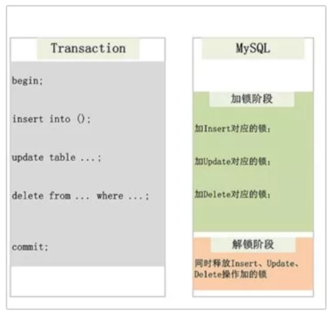 Transaction
begin;
insert into ();
update table ...;
delete from ... where ...;
commit;
MySQL
加锁阶段
加Insert对应的锁;
加Update对应的锁;
加Delete对应的锁;
解锁阶段
同时释放Insert、Update、
Delete操作加的锁